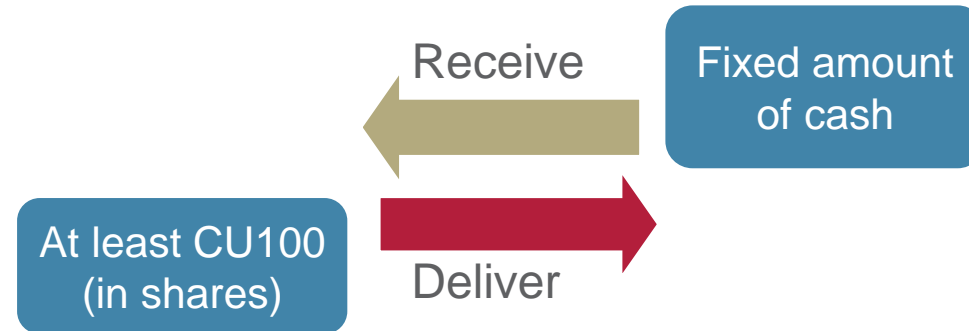 Receive
Fixed amount
of cash
At least CU100
(in shares)
Deliver